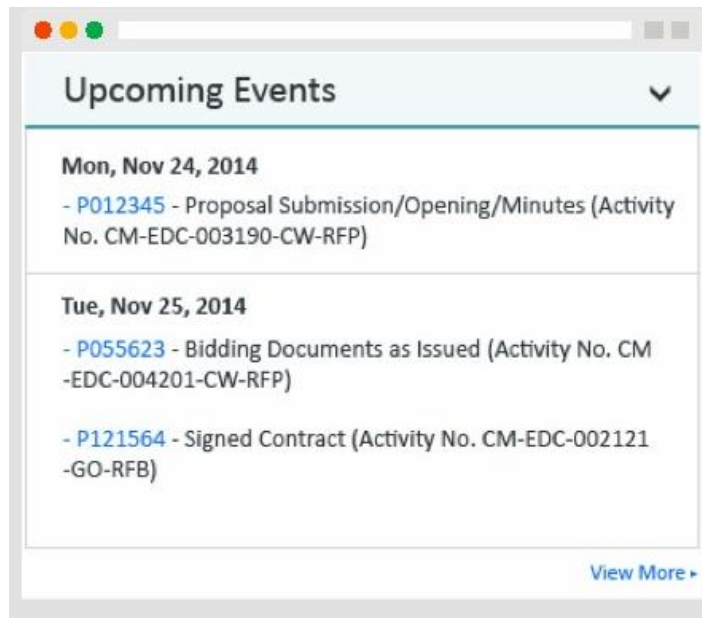 Upcoming Events
Mon, Nov 24, 2014
- P012345 - Proposal Submission/Opening/Minutes (Activity
No. CM-EDC-003190-CW-RFP)
Tue, Nov 25, 2014
- P055623 - Bidding Documents as Issued (Activity No. CM
-EDC-004201-CW-RFP)
- P121564 - Signed Contract (Activity No. CM-EDC-002121
-GO-RFB)
View More ▸